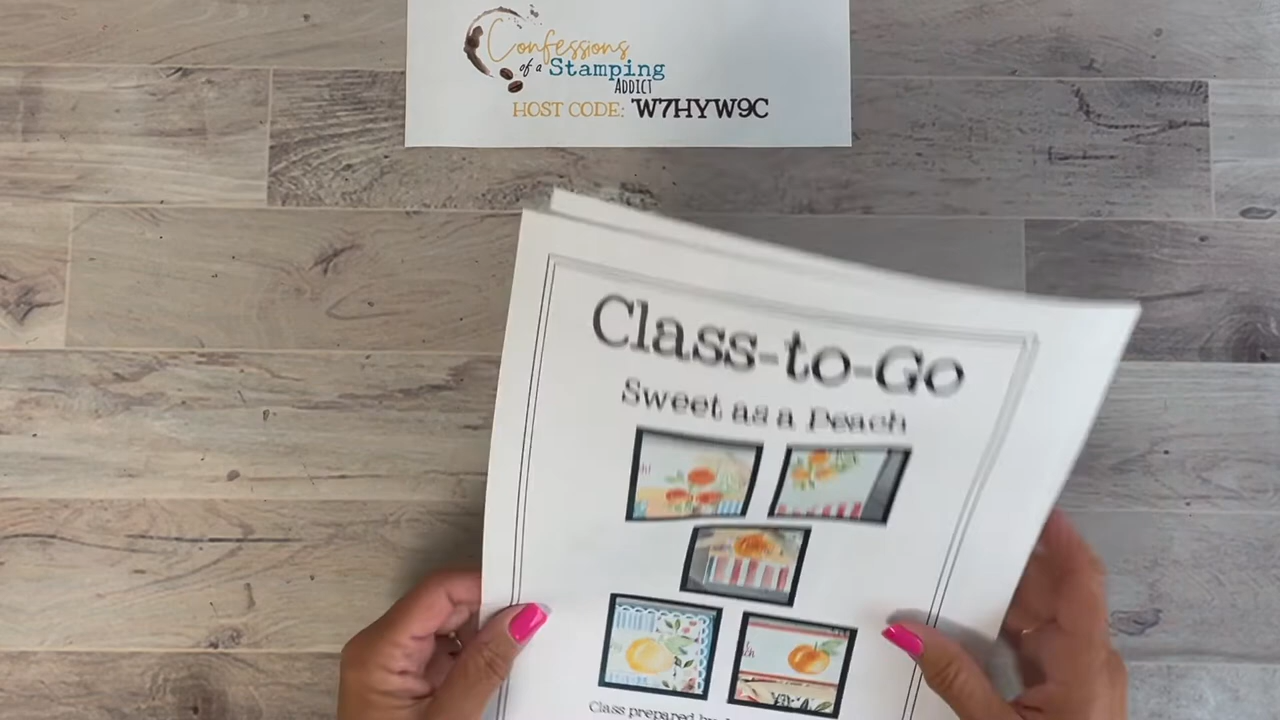 Confessions
of a Stamping
ADDICT
HOST CODE: W7HYW9C
Class-to-Go
Sweet as a Peach
Class prepared by